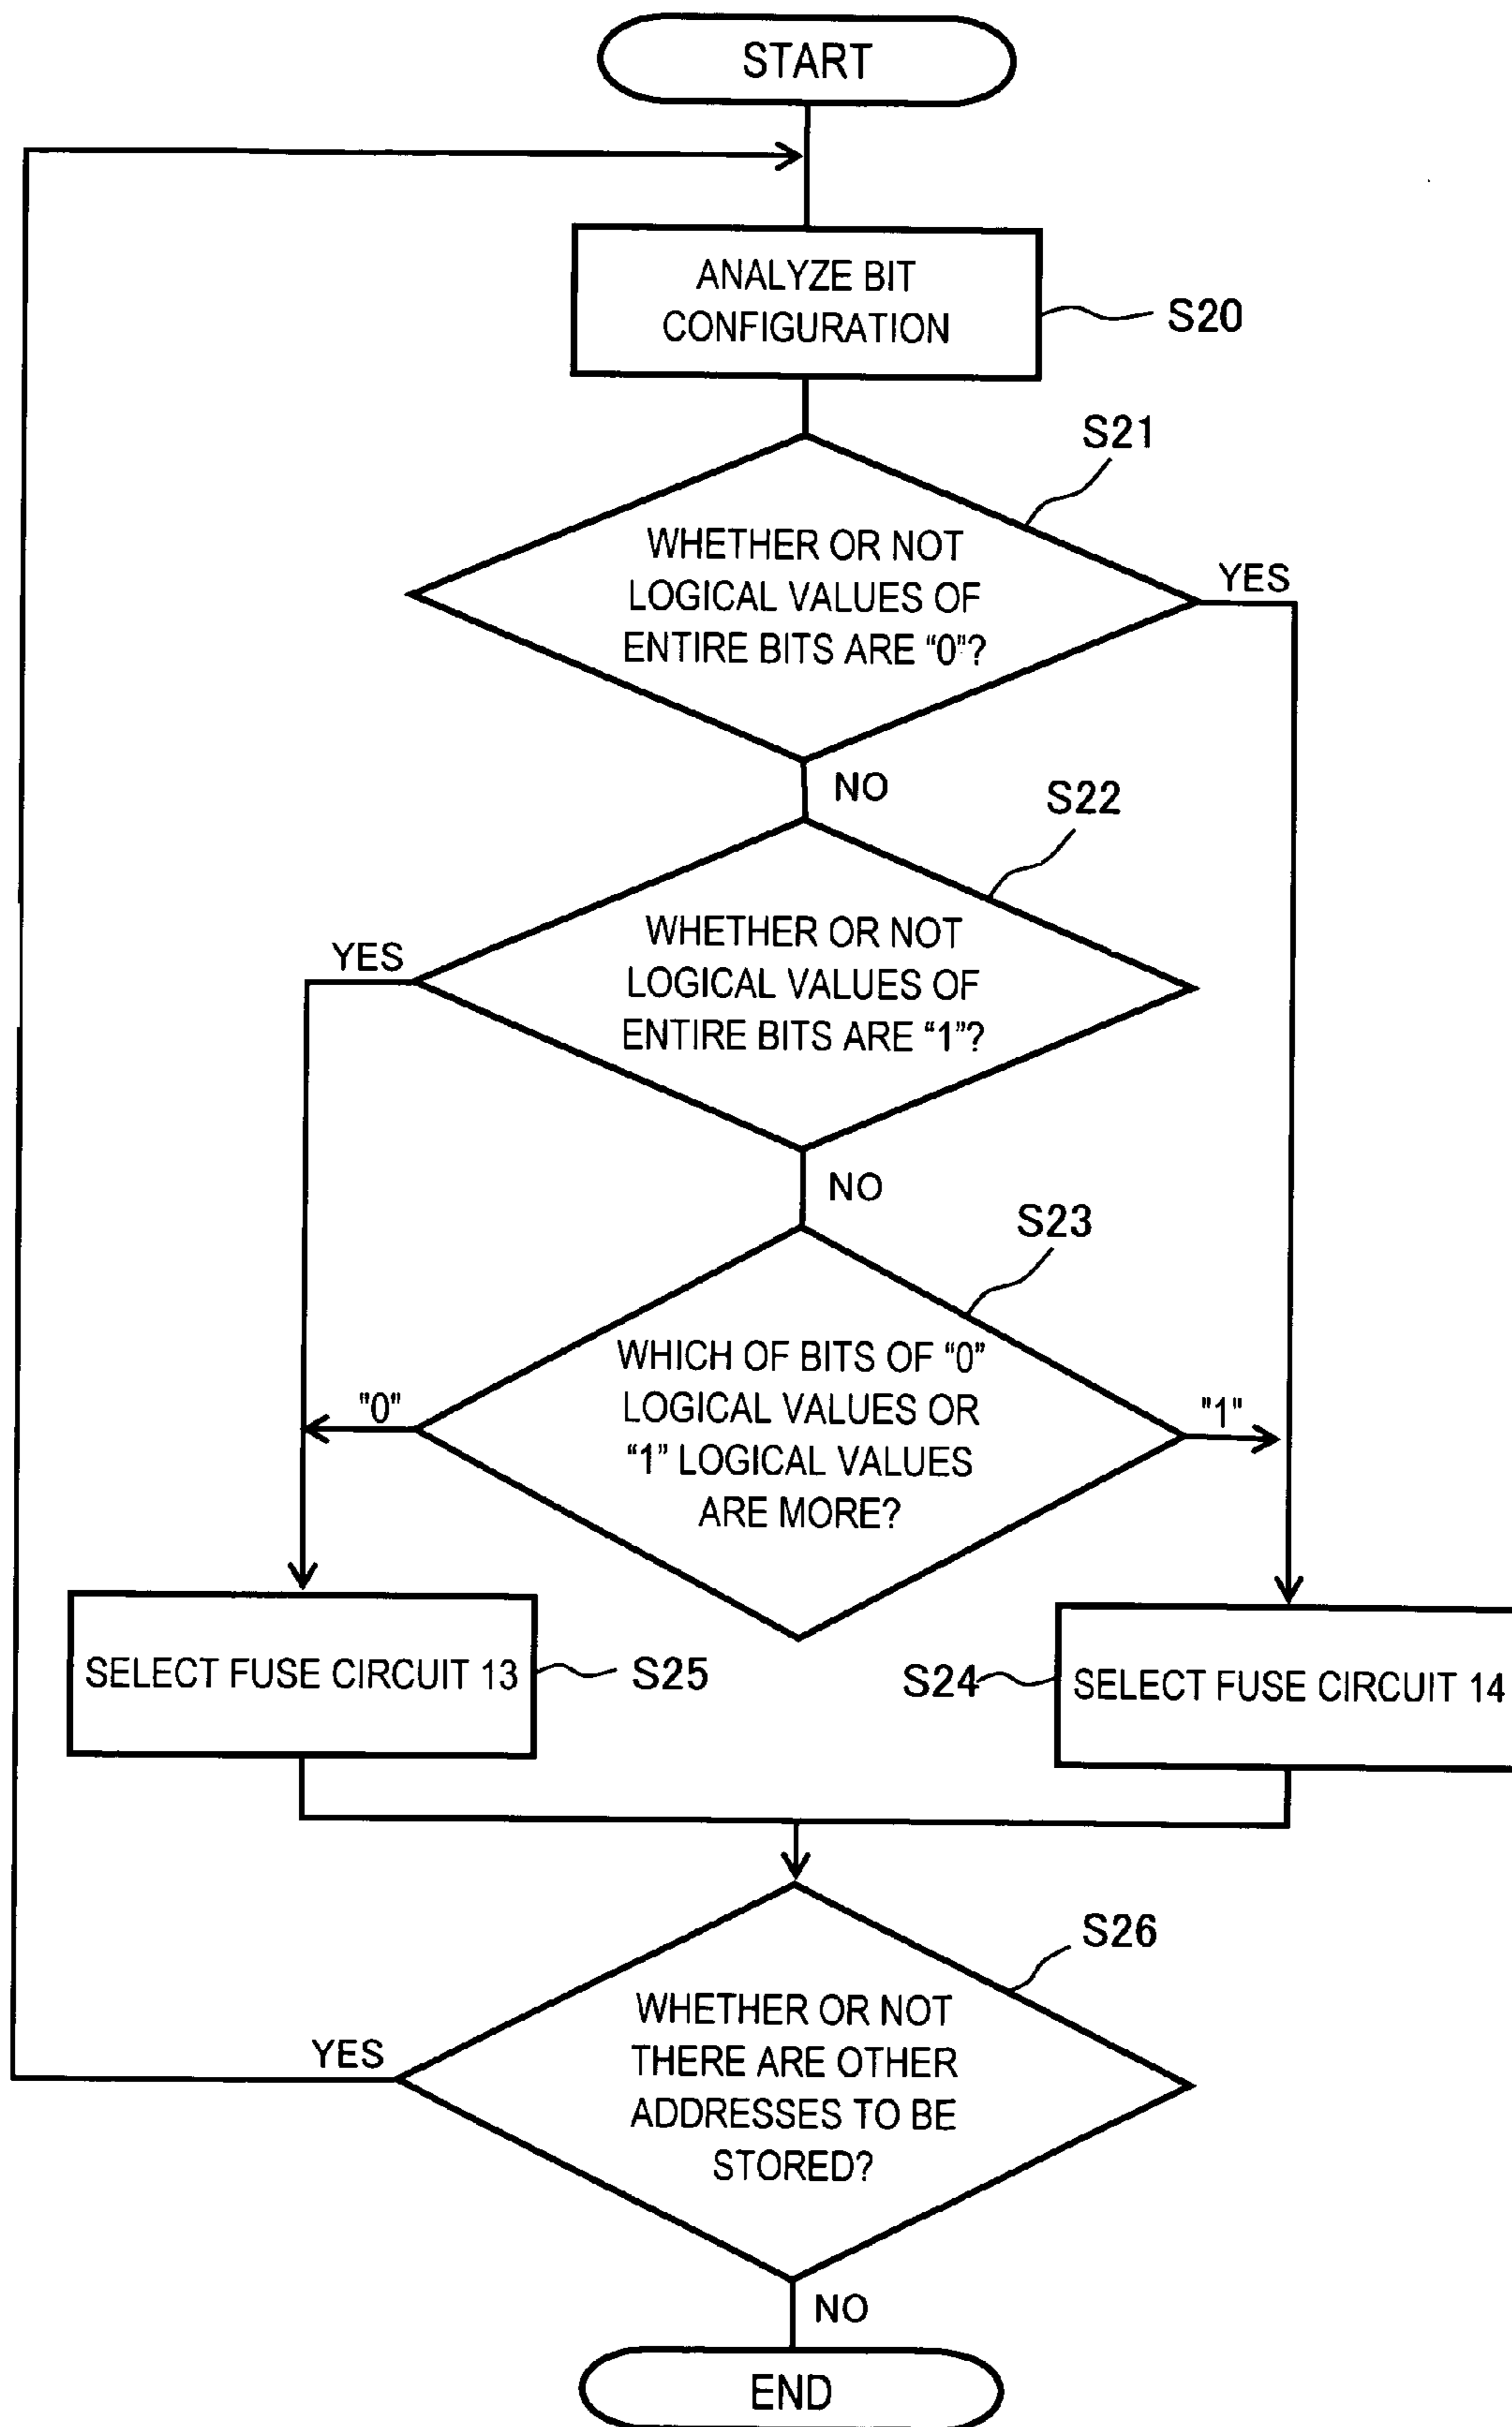 START
ANALYZE BIT
CONFIGURATION
S20
S21
WHETHER OR NOT
LOGICAL VALUES OF
ENTIRE BITS ARE “0”?
YES
NO
S22
WHETHER OR NOT
LOGICAL VALUES OF
ENTIRE BITS ARE “1”?
YES
NO
S23
WHICH OF BITS OF “0”
LOGICAL VALUES OR
“1” LOGICAL VALUES
ARE MORE?
"0"
"1"
SELECT FUSE CIRCUIT 13
S25
S24
SELECT FUSE CIRCUIT 14
S26
WHETHER OR NOT
THERE ARE OTHER
ADDRESSES TO BE
STORED?
YES
NO
END